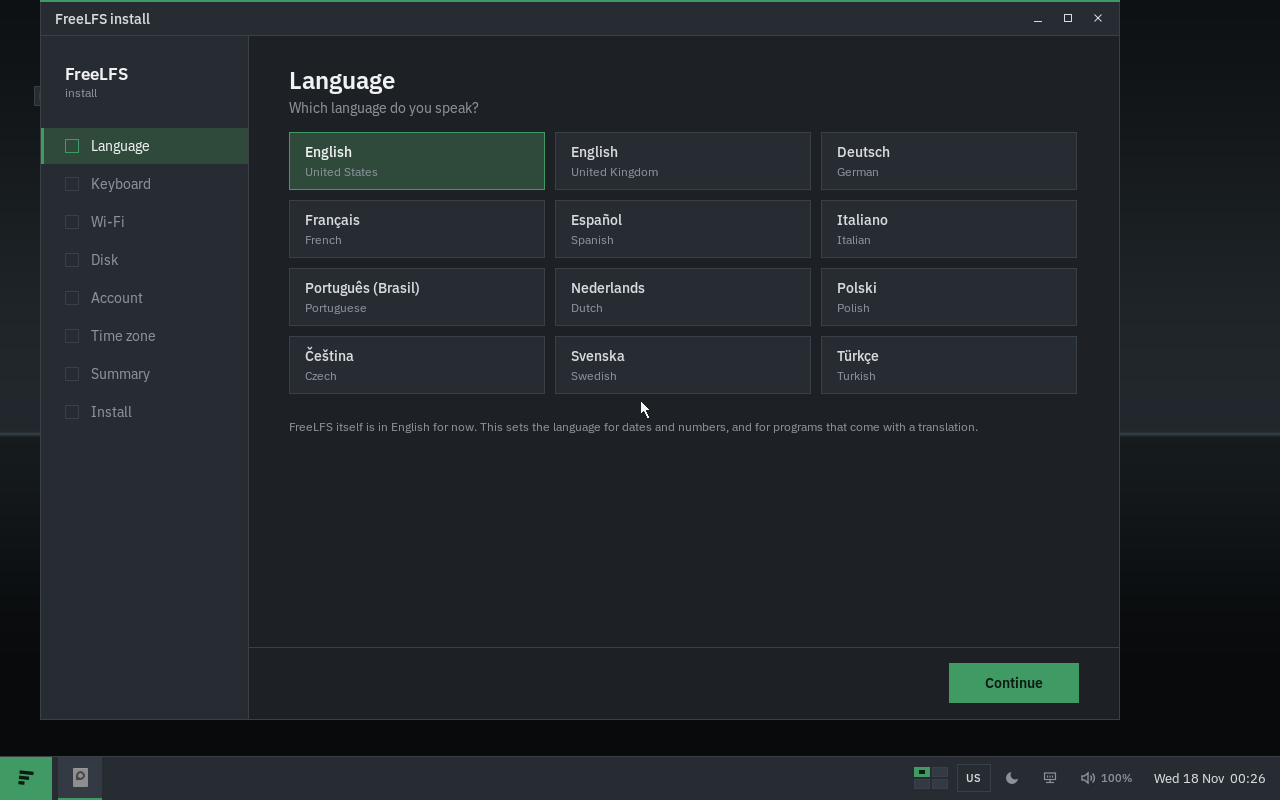 FreeLFS install
FreeLFS
install
Language
Keyboard
Wi-Fi
Disk
Account
Time zone
Summary
Install
Language
Which language do you speak?
English
United States
English
United Kingdom
Deutsch
German
Français
French
Español
Spanish
Italiano
Italian
Português (Brasil)
Portuguese
Nederlands
Dutch
Polski
Polish
Čeština
Czech
Svenska
Swedish
Türkçe
Turkish
FreeLFS itself is in English for now. This sets the language for dates and numbers, and for programs that come with a translation.
Continue
US
100%
Wed 18 Nov 00:26